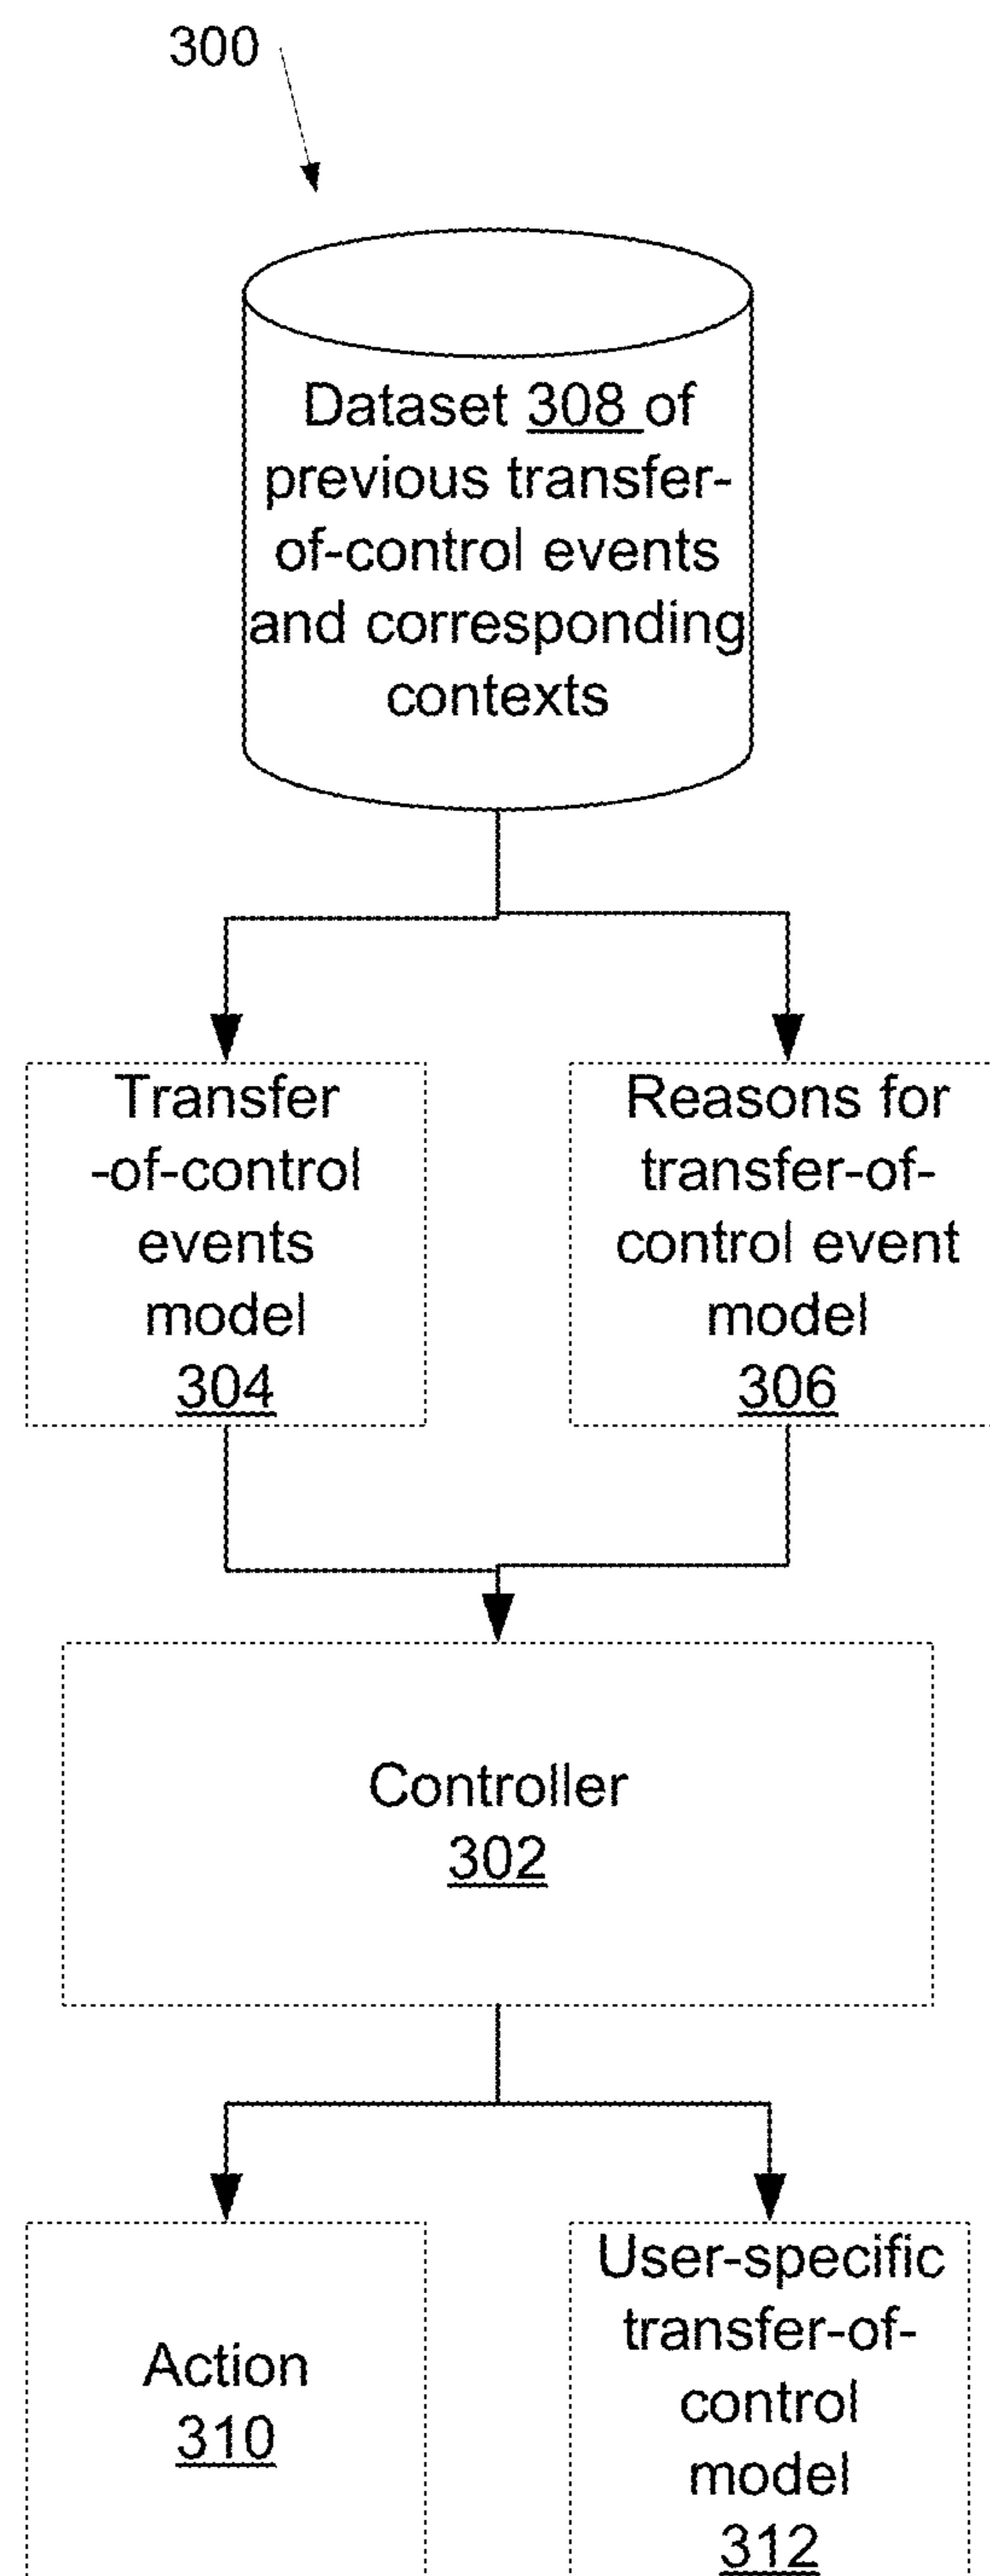 300
Dataset 308 of
previous transfer-
of-control events
and corresponding
contexts
Transfer
-of-control
events
model
304
Reasons for
transfer-of-
control event
model
306
Controller
302
Action
310
User-specific
transfer-of-
control
model
312